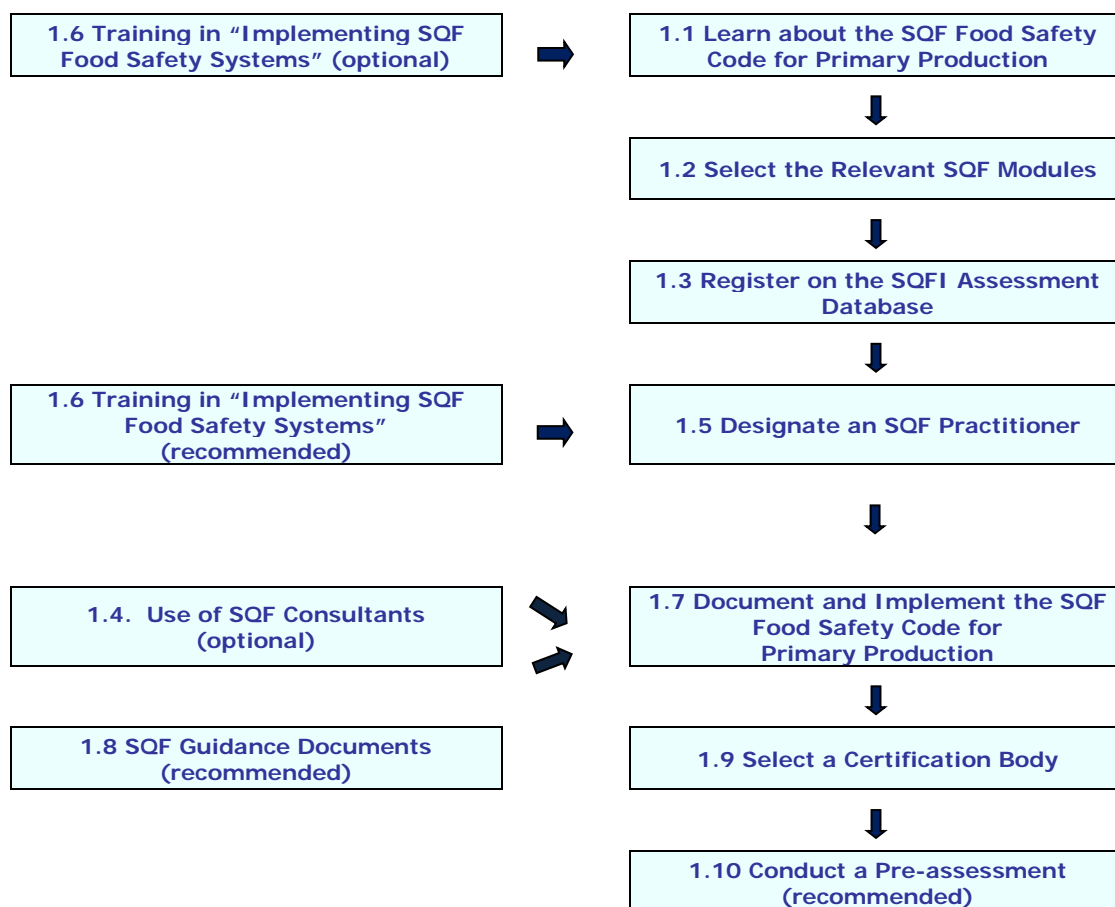 1.6 Training in “Implementing SQF
Food Safety Systems” (optional)
1.1 Learn about the SQF Food Safety
Code for Primary Production
1.2 Select the Relevant SQF Modules
1.3 Register on the SQFI Assessment
Database
1.6 Training in “Implementing SQF
Food Safety Systems”
(recommended)
1.5 Designate an SQF Practitioner
1.4. Use of SQF Consultants
(optional)
1.7 Document and Implement the SQF
Food Safety Code for
Primary Production
1.8 SQF Guidance Documents
(recommended)
1.9 Select a Certification Body
1.10 Conduct a Pre-assessment
(recommended)